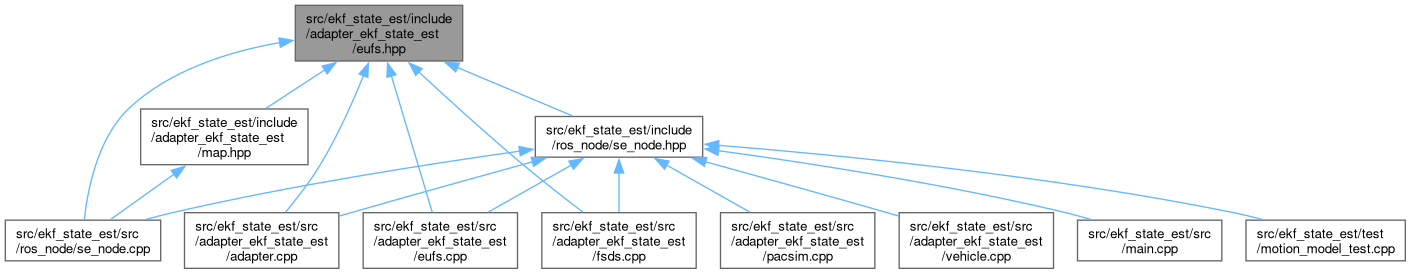 src/ekf_state_est/include
/adapter_ekf_state_est
/eufs.hpp
src/ekf_state_est/include
/adapter_ekf_state_est
/map.hpp
src/ekf_state_est/include
/ros_node/se_node.hpp
src/ekf_state_est/src
/ros_node/se_node.cpp
src/ekf_state_est/src
/adapter_ekf_state_est
/adapter.cpp
src/ekf_state_est/src
/adapter_ekf_state_est
/eufs.cpp
src/ekf_state_est/src
/adapter_ekf_state_est
/fsds.cpp
src/ekf_state_est/src
/adapter_ekf_state_est
/pacsim.cpp
src/ekf_state_est/src
/adapter_ekf_state_est
/vehicle.cpp
src/ekf_state_est/src
/main.cpp
src/ekf_state_est/test
/motion_model_test.cpp